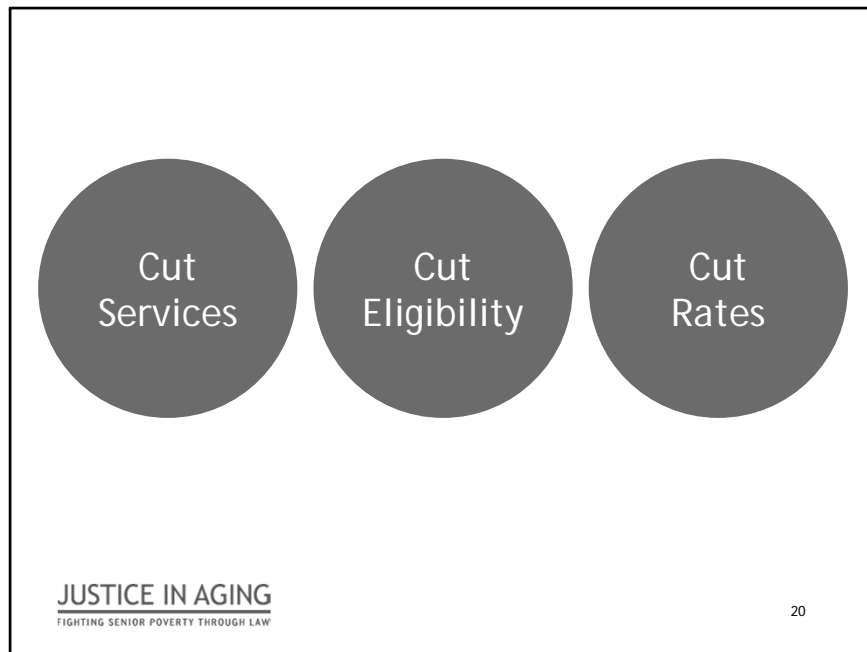 Cut
Services
Cut
Eligibility
Cut
Rates
JUSTICE IN AGING
FIGHTING SENIOR POVERTY THROUGH LAW
20